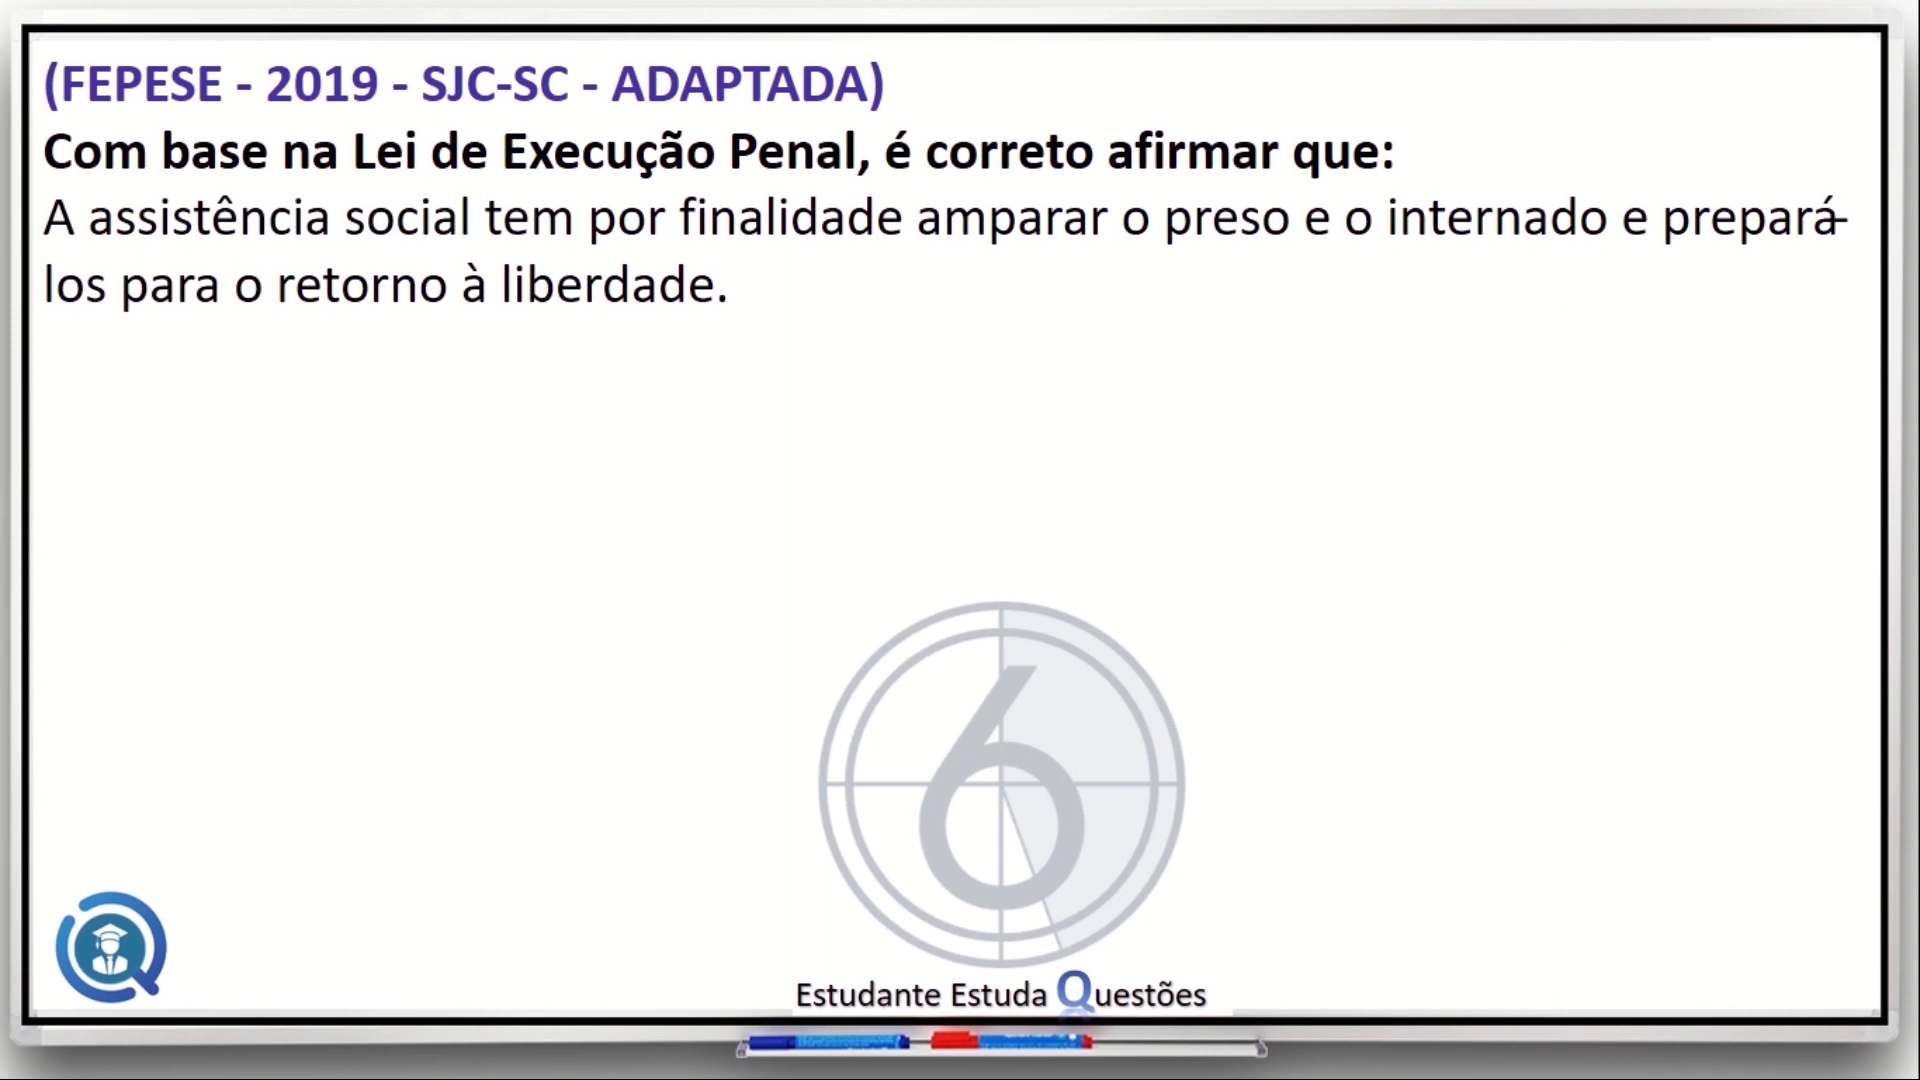 (FEPESE - 2019 - SJC-SC - ADAPTADA)
Com base na Lei de Execução Penal, é correto afirmar que:
A assistência social tem por finalidade amparar o preso e o internado e prepará-
los para o retorno à liberdade.
6
Estudante Estuda Questões